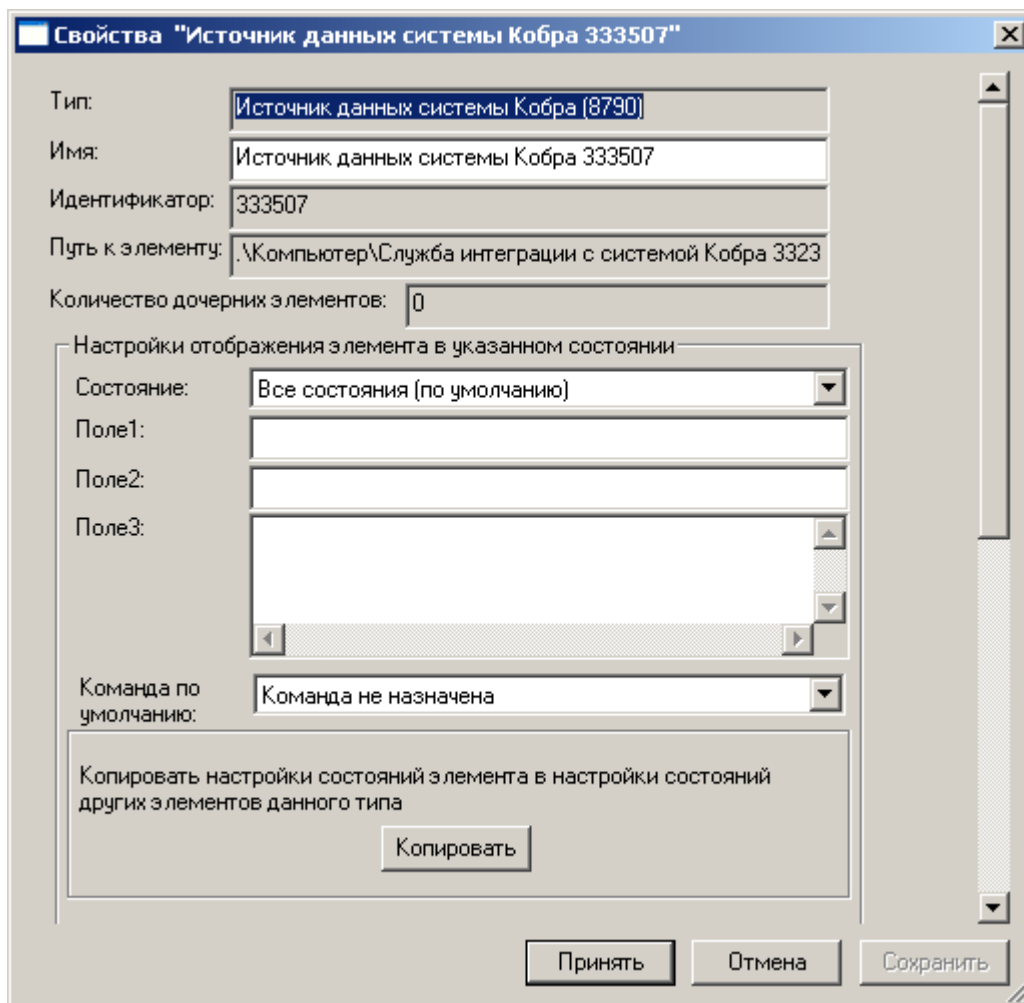 Свойства "Источник данных системы Кобра 333507"
Тип: Источник данных системы Кобра (8790)
Имя: Источник данных системы Кобра 333507
Идентификатор: 333507
Путь к элементу: .\Компьютер\Служба интеграции с системой Кобра 3323
Количество дочерних элементов: 0
Настройки отображения элемента в указанном состоянии
Состояние: Все состояния (по умолчанию)
Поле1:
Поле2:
Поле3:
Команда по
умолчанию: Команда не назначена
Копировать настройки состояний элемента в настройки состояний
других элементов данного типа
Копировать
Принять Отмена Сохранить